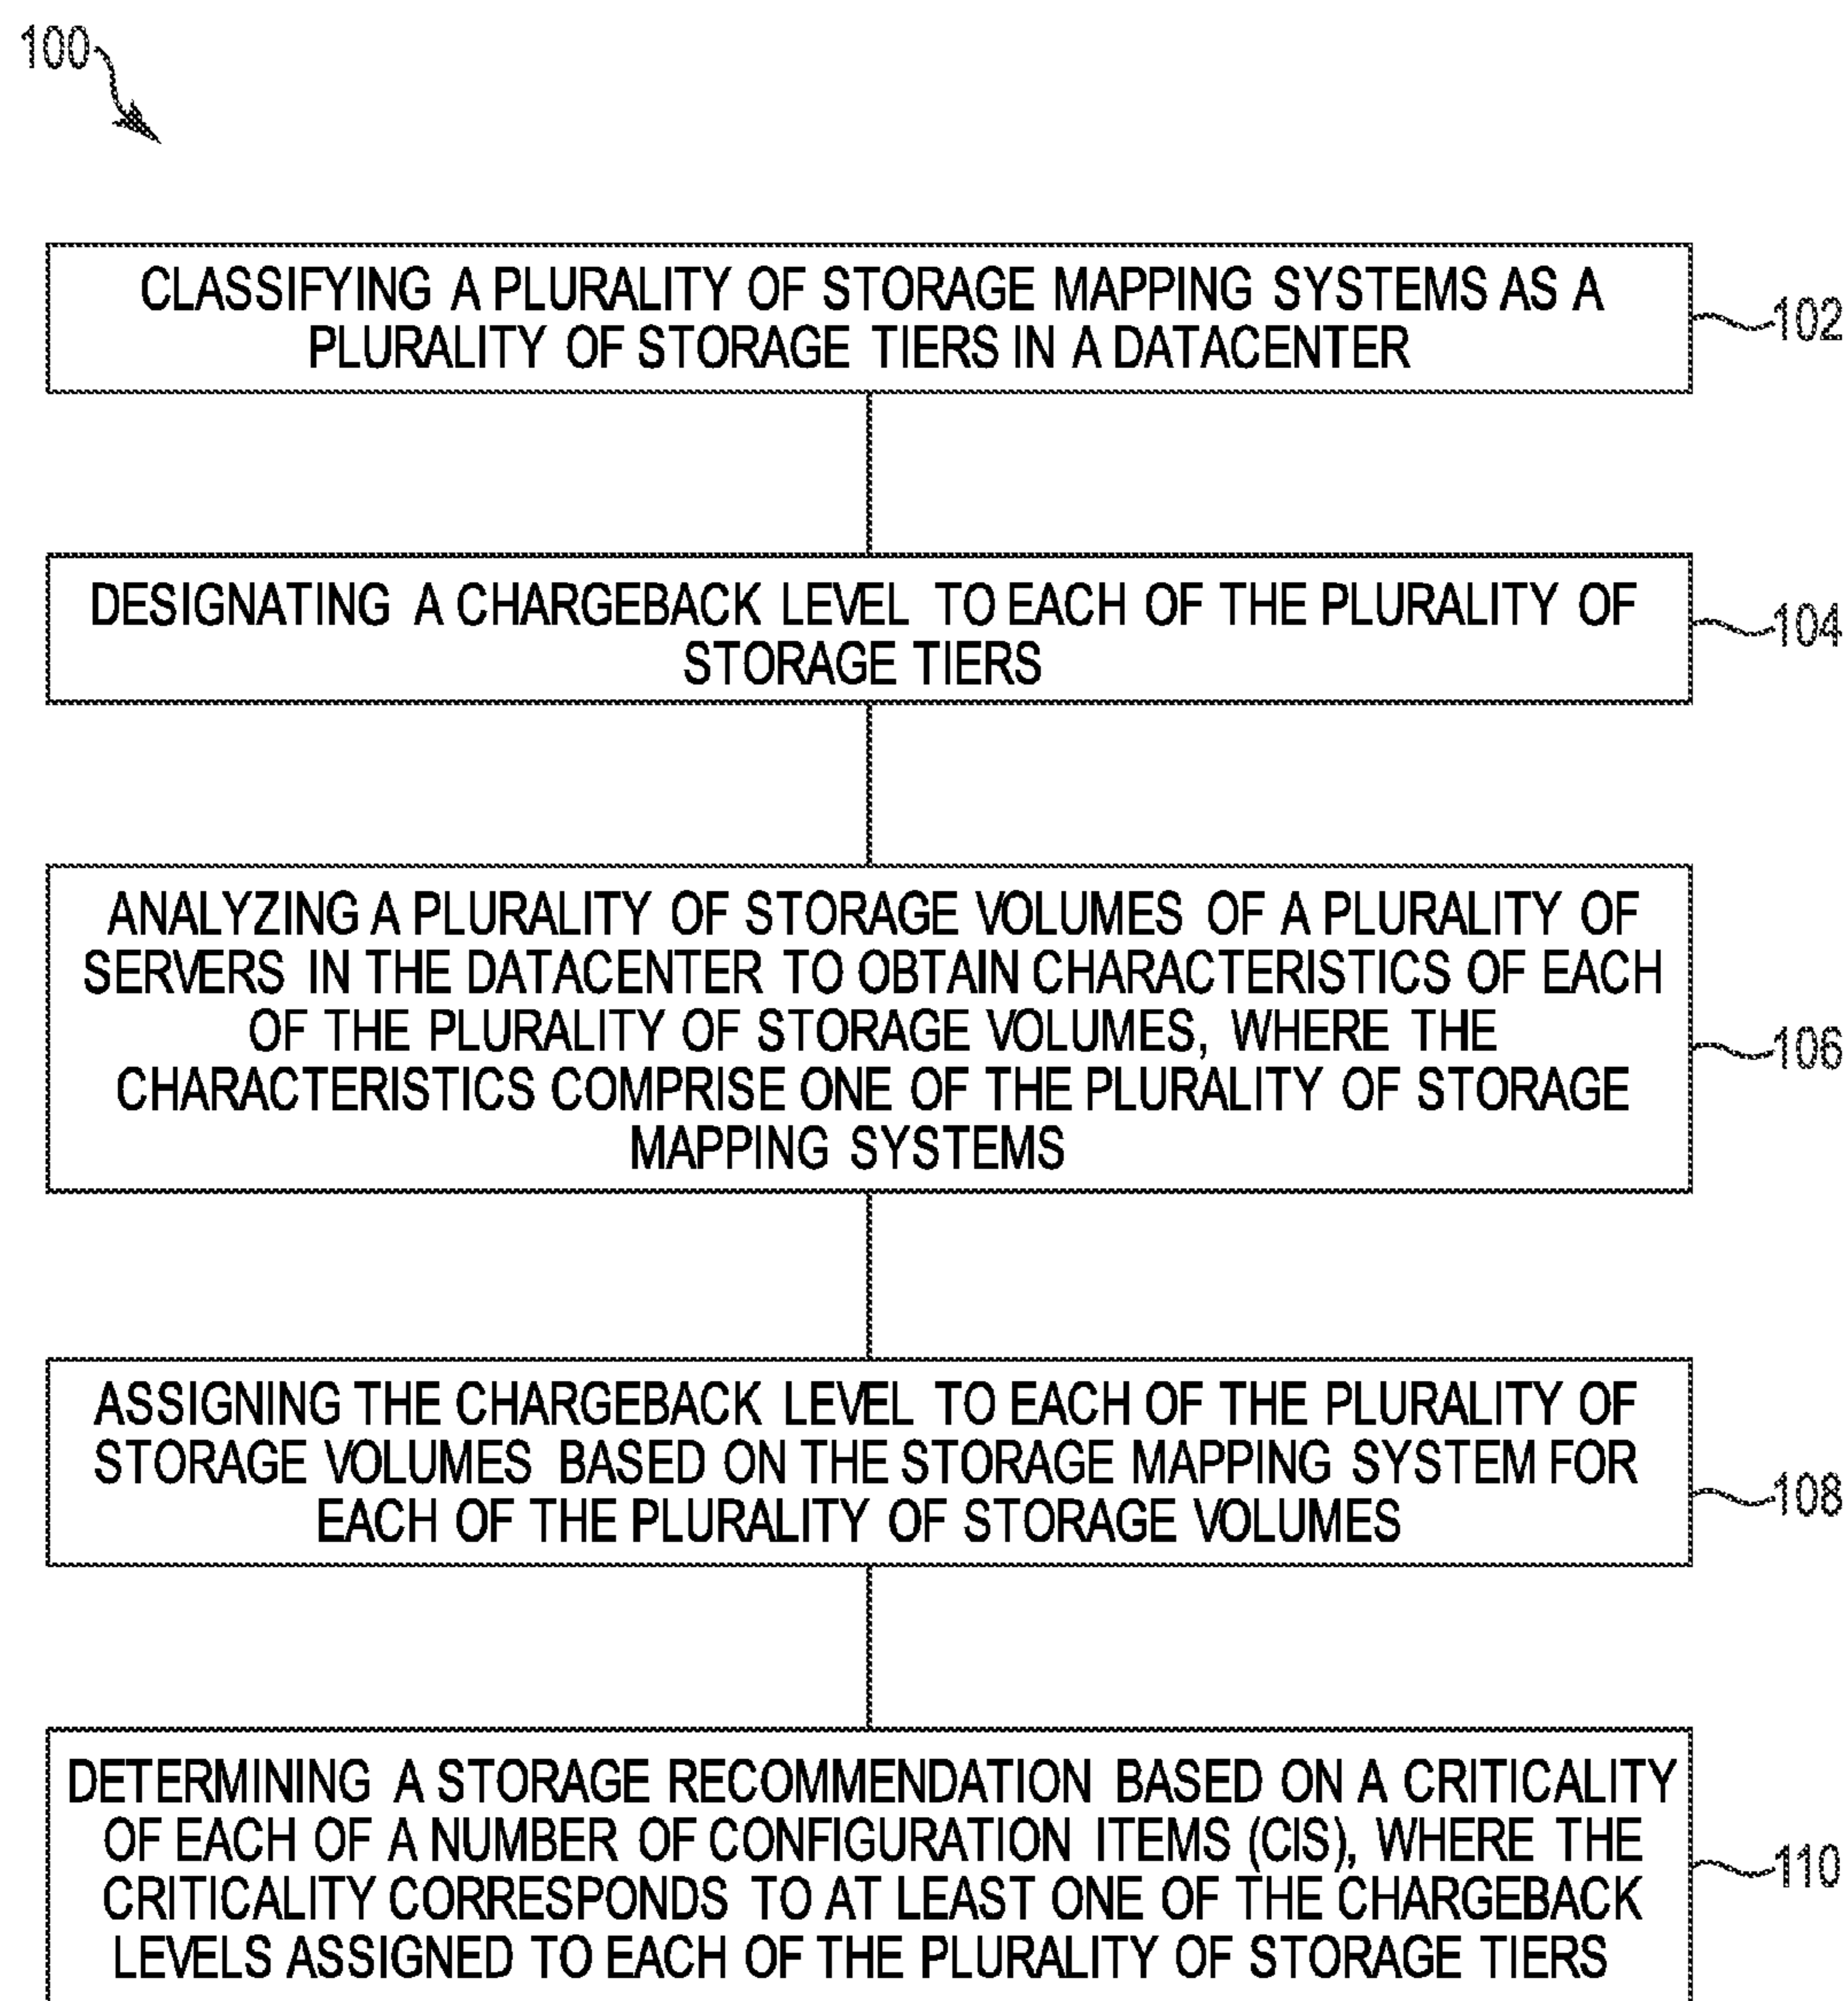 100
CLASSIFYING A PLURALITY OF STORAGE MAPPING SYSTEMS AS A
PLURALITY OF STORAGE TIERS IN A DATACENTER
102
DESIGNATING A CHARGEBACK LEVEL TO EACH OF THE PLURALITY OF
STORAGE TIERS
104
ANALYZING A PLURALITY OF STORAGE VOLUMES OF A PLURALITY OF
SERVERS IN THE DATACENTER TO OBTAIN CHARACTERISTICS OF EACH
OF THE PLURALITY OF STORAGE VOLUMES, WHERE THE
CHARACTERISTICS COMPRISE ONE OF THE PLURALITY OF STORAGE
MAPPING SYSTEMS
106
ASSIGNING THE CHARGEBACK LEVEL TO EACH OF THE PLURALITY OF
STORAGE VOLUMES BASED ON THE STORAGE MAPPING SYSTEM FOR
EACH OF THE PLURALITY OF STORAGE VOLUMES
108
DETERMINING A STORAGE RECOMMENDATION BASED ON A CRITICALITY
OF EACH OF A NUMBER OF CONFIGURATION ITEMS (CIS), WHERE THE
CRITICALITY CORRESPONDS TO AT LEAST ONE OF THE CHARGEBACK
LEVELS ASSIGNED TO EACH OF THE PLURALITY OF STORAGE TIERS
110